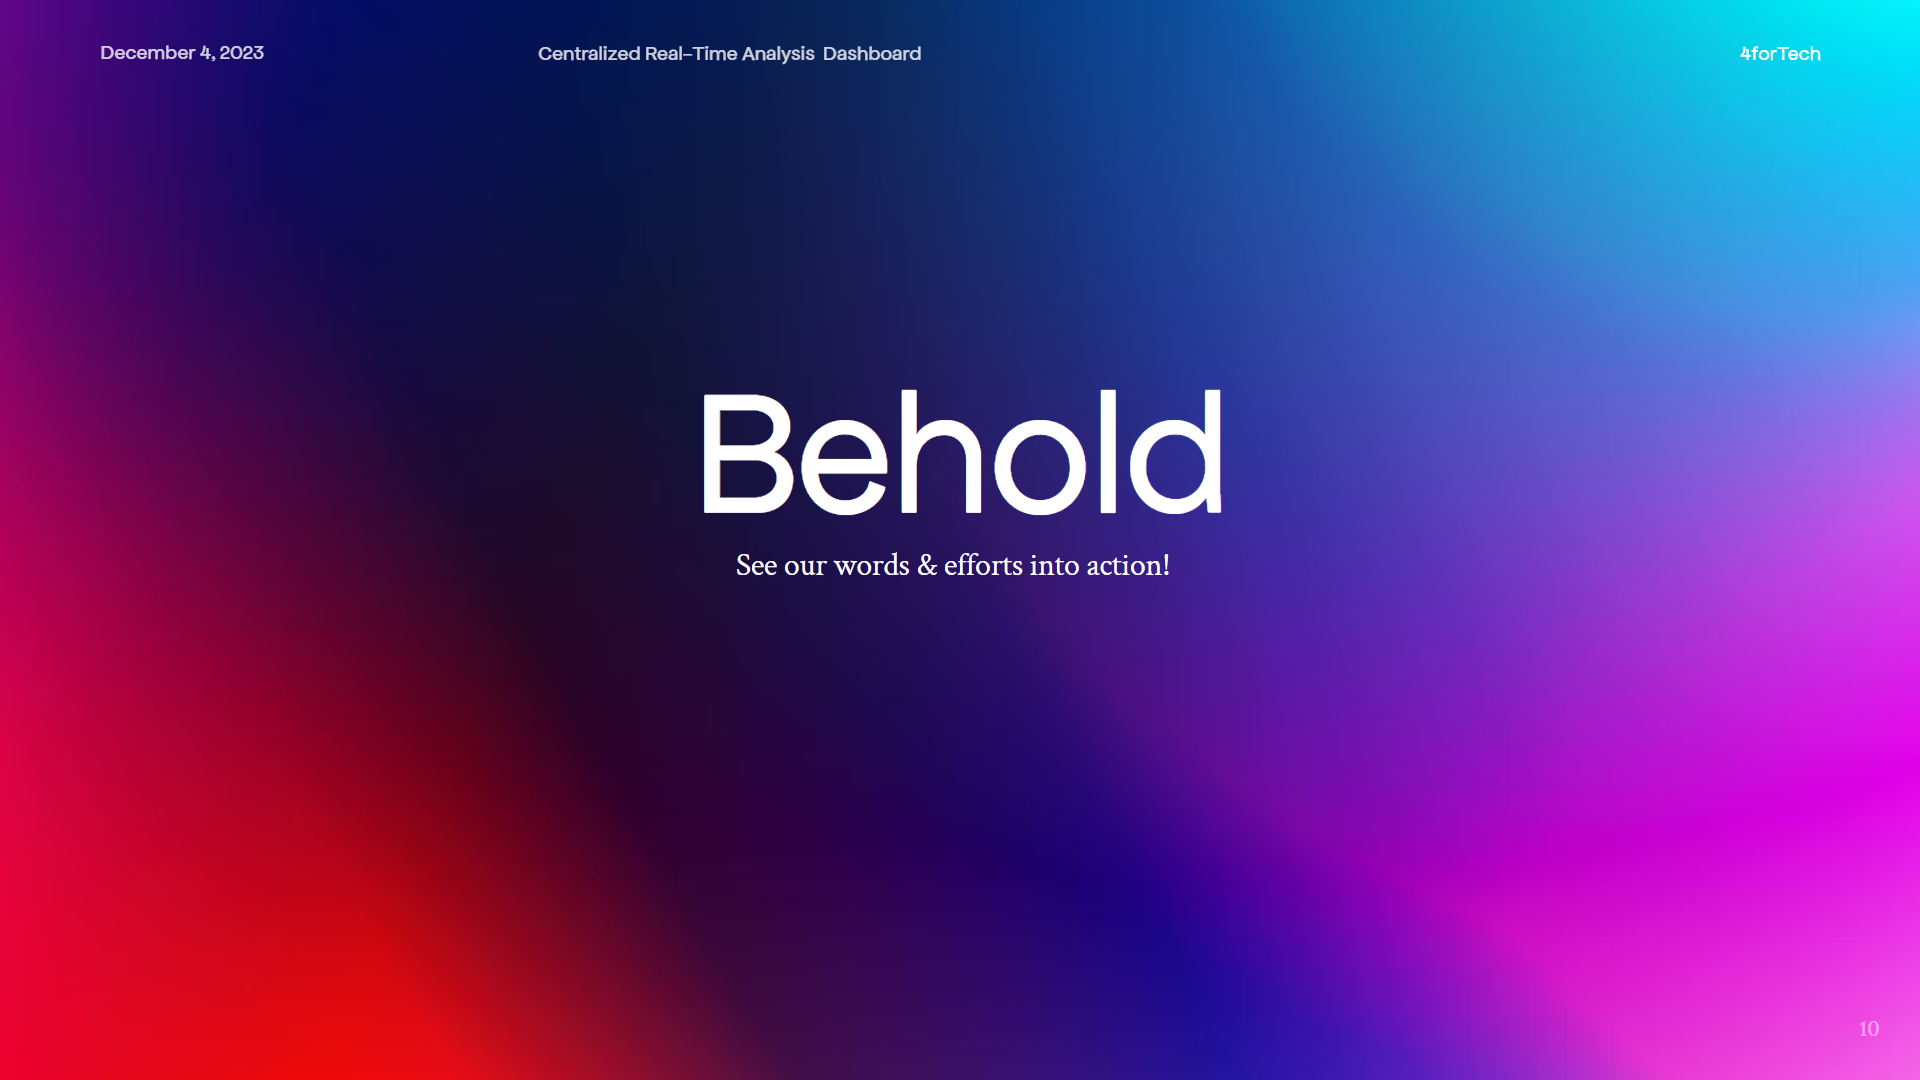 December 4, 2023
Centralized Real-Time Analysis Dashboard
4forTech
Behold
See our words & efforts into action!
10